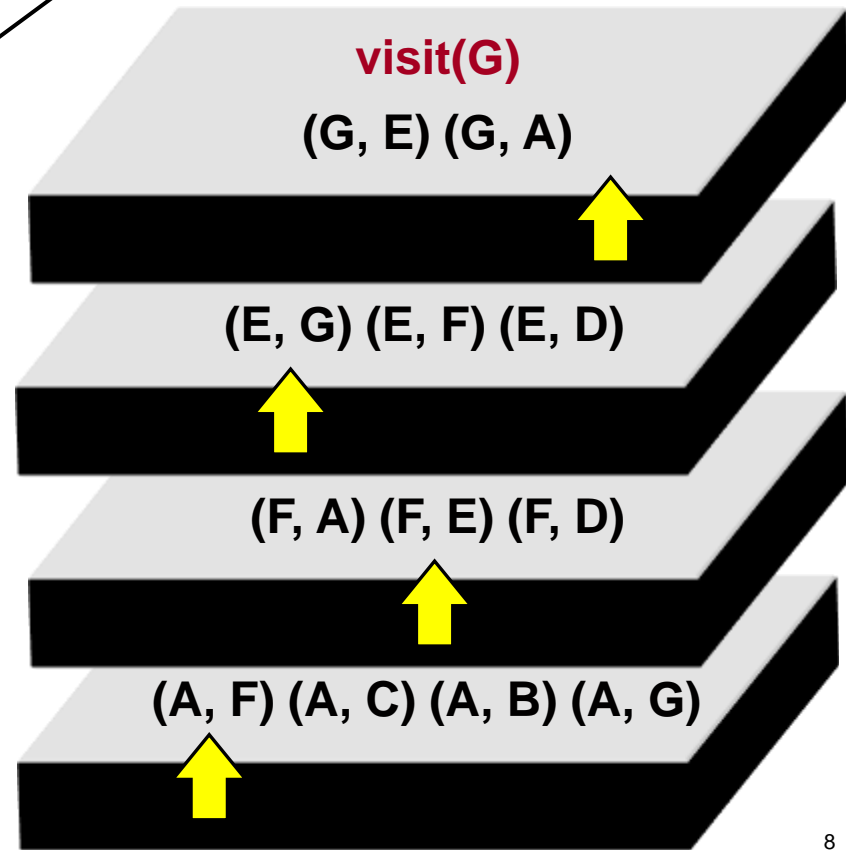 visit(G)
(G, E) (G, A)
(E, G) (E, F) (E, D)
(F, A) (F, E) (F, D)
(A, F) (A, C) (A, B) (A, G)
8